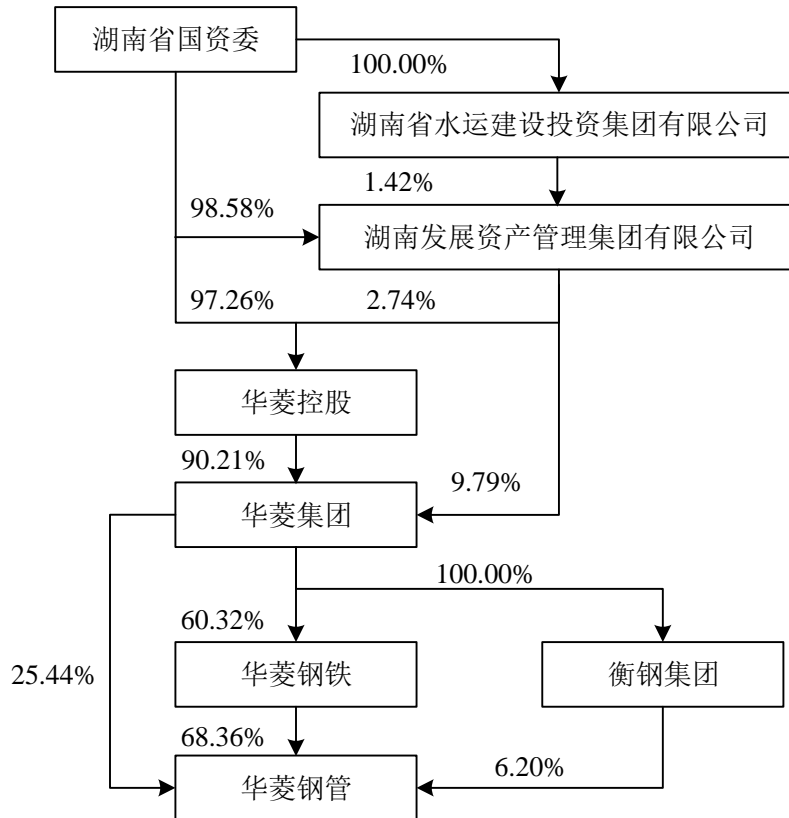 湖南省国资委
100.00%
湖南省水运建设投资集团有限公司
1.42%
98.58%
湖南发展资产管理集团有限公司
97.26%
2.74%
华菱控股
90.21%
9.79%
华菱集团
100.00%
60.32%
25.44%
华菱钢铁
衡钢集团
68.36%
6.20%
华菱钢管